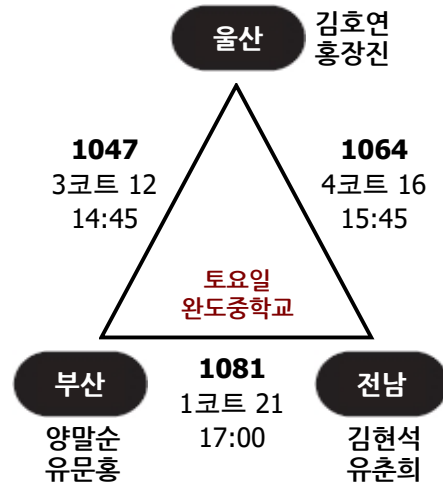 울산
김호연
홍장진
1047
3코트 12
14:45
1064
4코트 16
15:45
토요일
완도중학교
부산
양말순
유문홍
1081
1코트 21
17:00
전남
김현석
유춘희